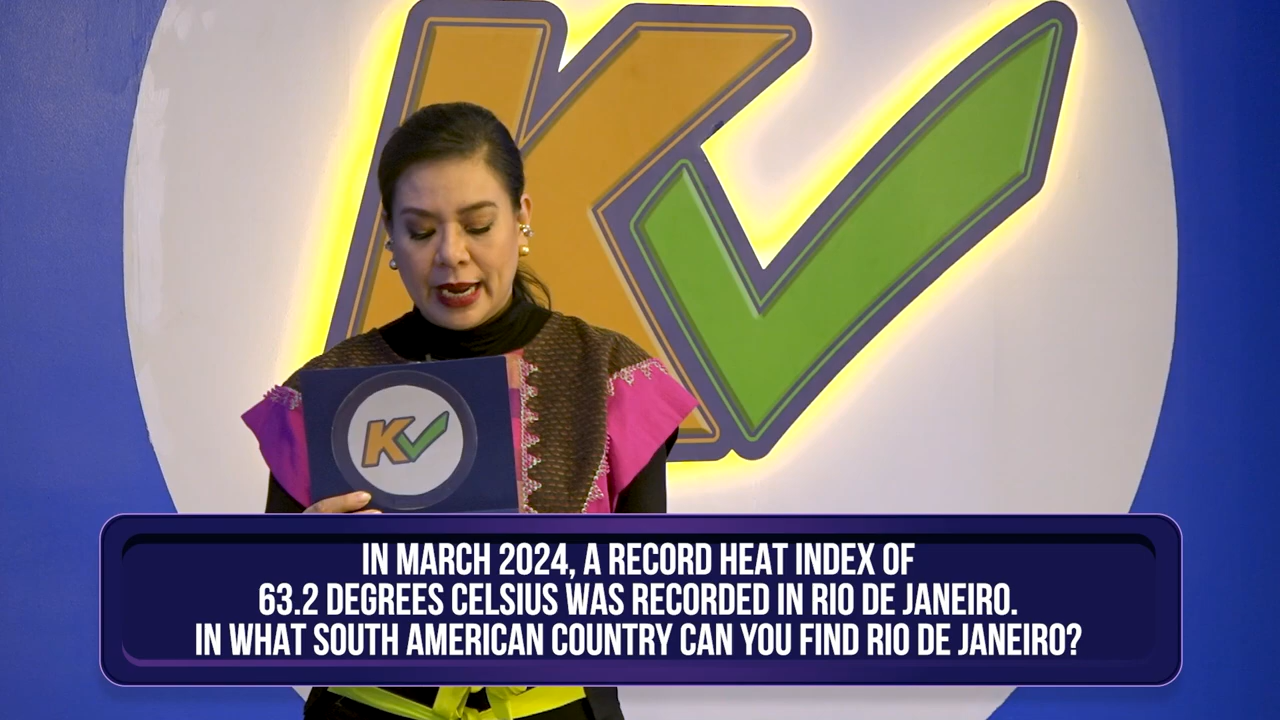 K
K
IN MARCH 2024, A RECORD HEAT INDEX OF
63.2 DEGREES CELSIUS WAS RECORDED IN RIO DE JANEIRO.
IN WHAT SOUTH AMERICAN COUNTRY CAN YOU FIND RIO DE JANEIRO?